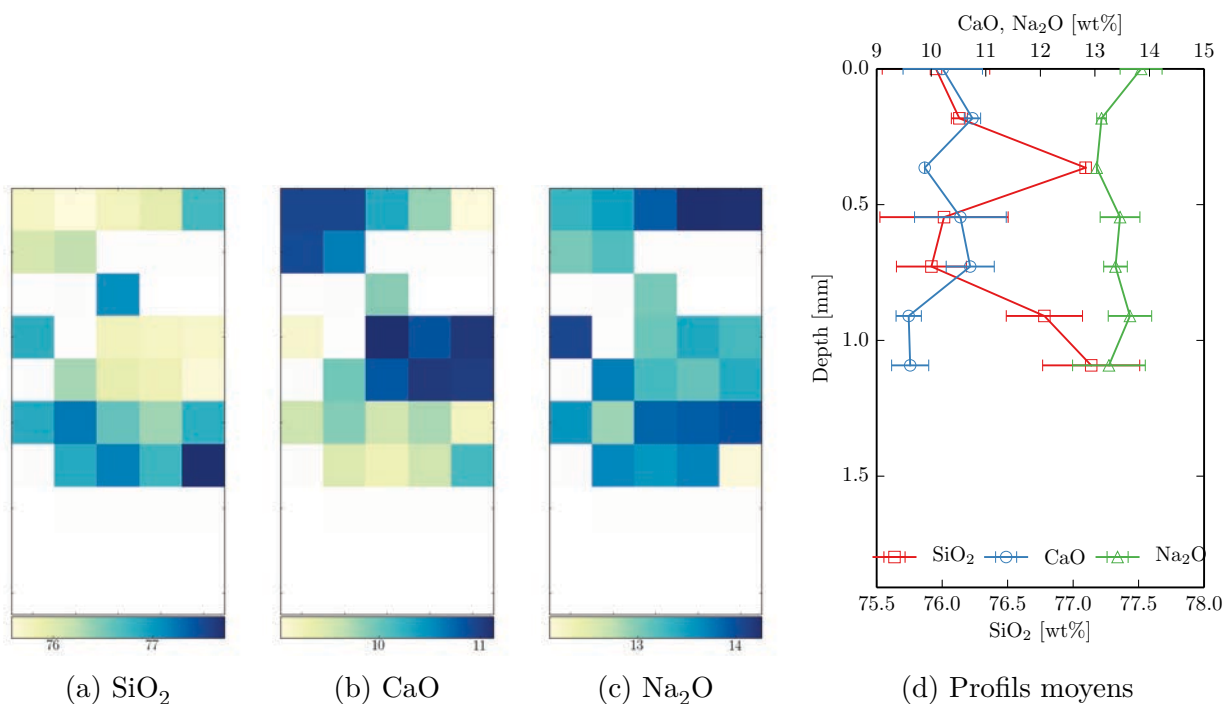 CaO, Na₂O [wt%]
9 10 11 12 13 14 15
0.0
0.5
1.0
1.5
Depth [mm]
SiO₂ CaO Na₂O
75.5 76.0 76.5 77.0 77.5 78.0
SiO₂ [wt%]
76 77
10 11
13 14
(a) SiO₂
(b) CaO
(c) Na₂O
(d) Profils moyens